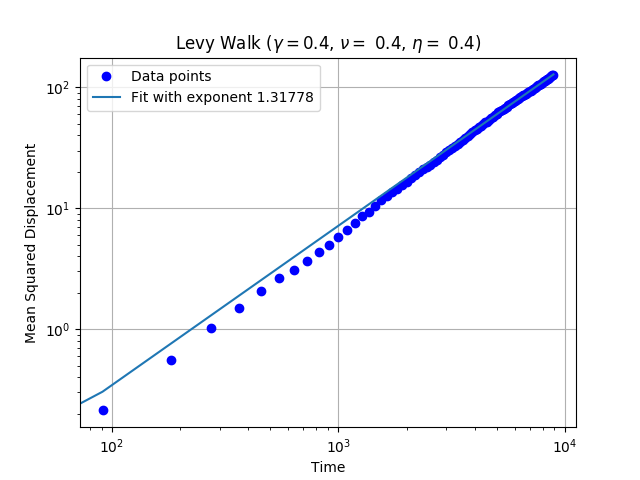 Levy Walk (γ = 0.4, ν = 0.4, η = 0.4)
Data points
Fit with exponent 1.31778
Mean Squared Displacement
10²
10¹
10⁰
10² 10³ 10⁴
Time